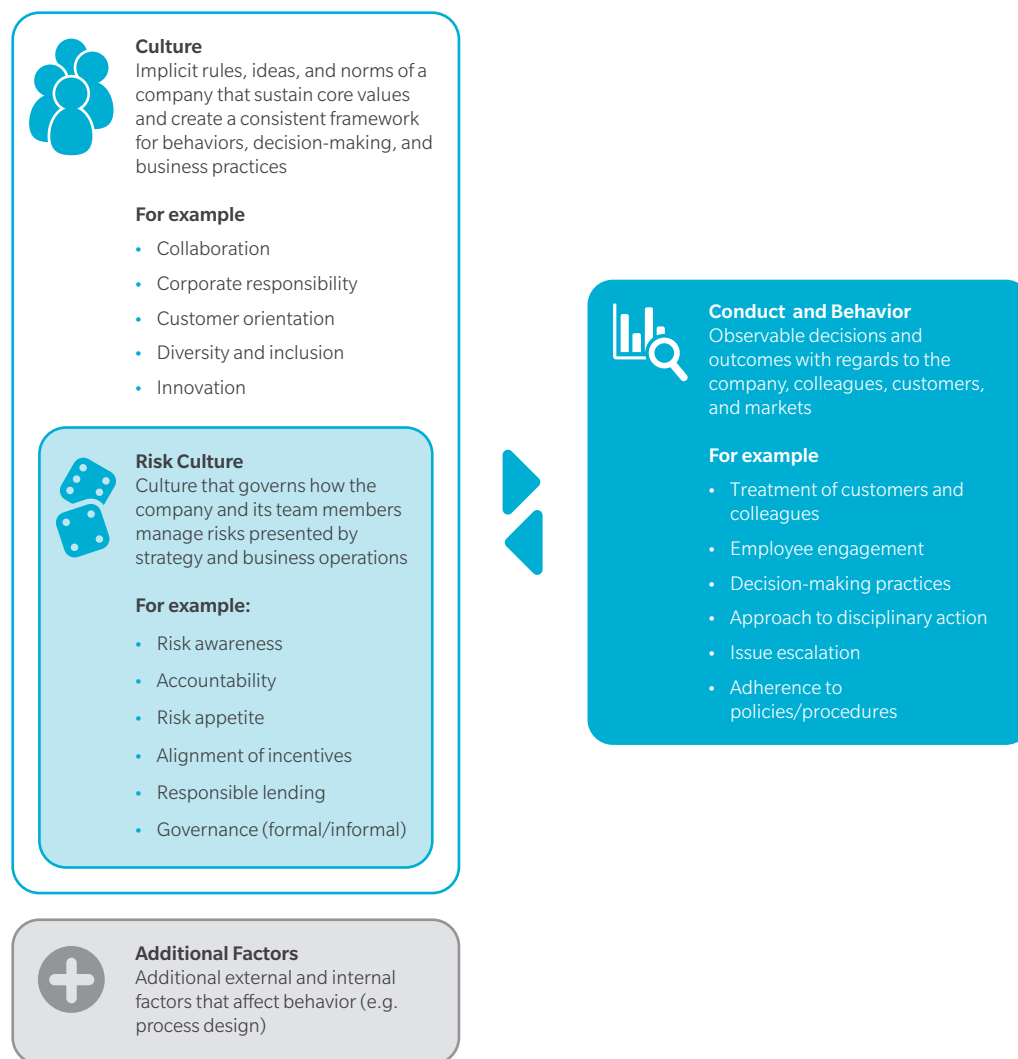 Culture
Implicit rules, ideas, and norms of a
company that sustain core values
and create a consistent framework
for behaviors, decision-making, and
business practices
For example
• Collaboration
• Corporate responsibility
• Customer orientation
• Diversity and inclusion
• Innovation
Risk Culture
Culture that governs how the
company and its team members
manage risks presented by
strategy and business operations
For example:
• Risk awareness
• Accountability
• Risk appetite
• Alignment of incentives
• Responsible lending
• Governance (formal/informal)
Additional Factors
Additional external and internal
factors that affect behavior (e.g.
process design)
Conduct and Behavior
Observable decisions and
outcomes with regards to the
company, colleagues, customers,
and markets
For example
• Treatment of customers and
colleagues
• Employee engagement
• Decision-making practices
• Approach to disciplinary action
• Issue escalation
• Adherence to
policies/procedures